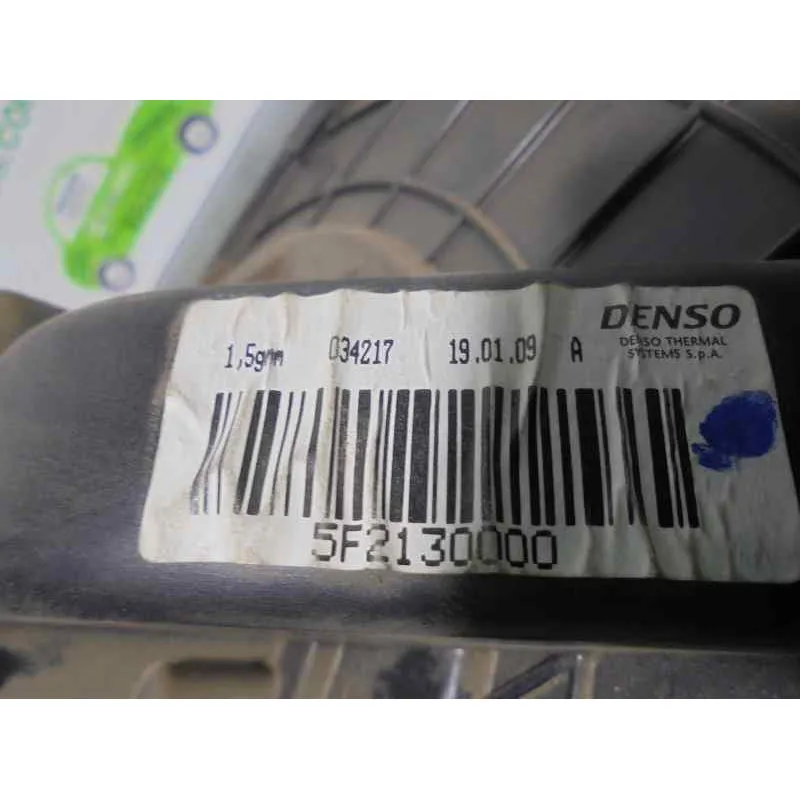 DENSO
DENSO THERMAL
SYSTEMS S.p.A.
1,5gmm 034217 19.01.09 A
5F2130000